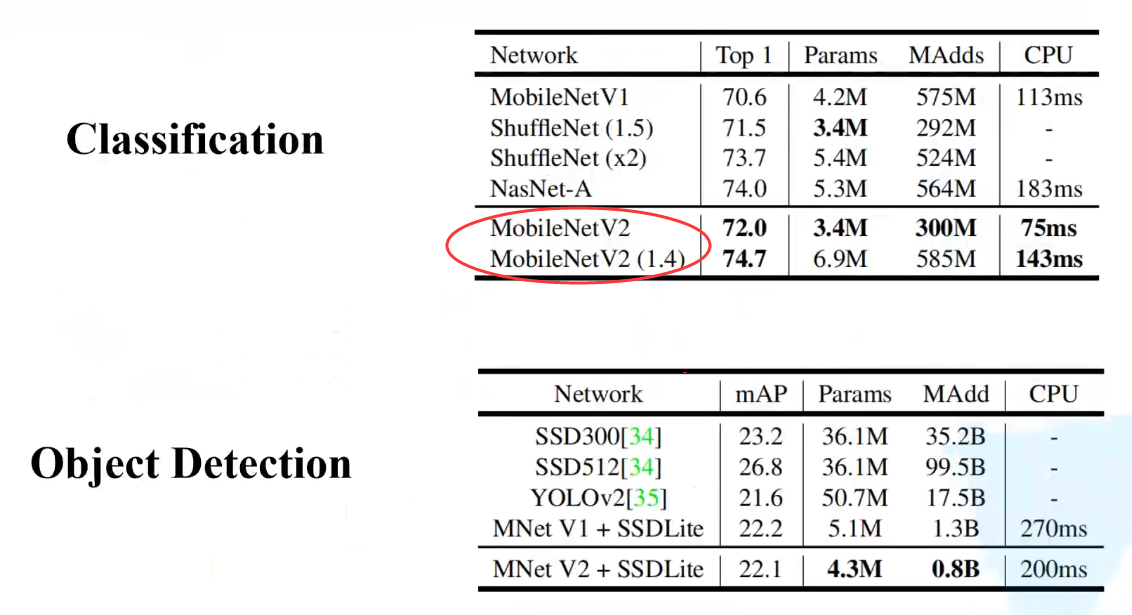 Classification
Network Top 1 Params MAdds CPU
MobileNetV1 70.6 4.2M 575M 113ms
ShuffleNet (1.5) 71.5 3.4M 292M -
ShuffleNet (x2) 73.7 5.4M 524M -
NasNet-A 74.0 5.3M 564M 183ms
MobileNetV2 72.0 3.4M 300M 75ms
MobileNetV2 (1.4) 74.7 6.9M 585M 143ms
Object Detection
Network mAP Params MAdd CPU
SSD300[34] 23.2 36.1M 35.2B -
SSD512[34] 26.8 36.1M 99.5B -
YOLOv2[35] 21.6 50.7M 17.5B -
MNet V1 + SSDLite 22.2 5.1M 1.3B 270ms
MNet V2 + SSDLite 22.1 4.3M 0.8B 200ms